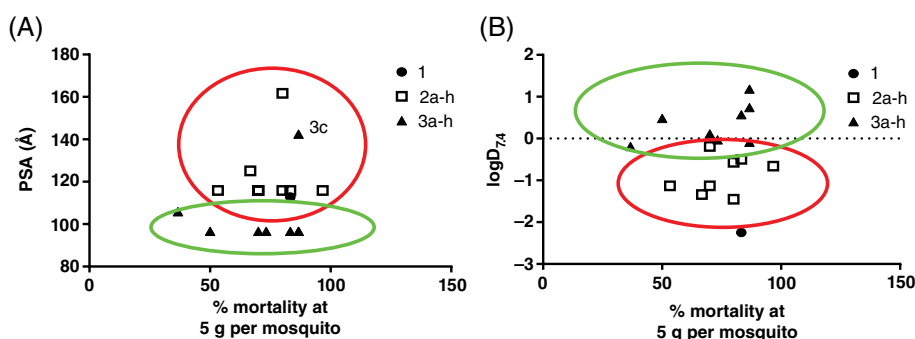 (A)
180
160
140
120
100
80
PSA (Å)
0
50
100
150
% mortality at
5 g per mosquito
1
2a-h
3a-h
3c
(B)
2
1
0
−1
−2
−3
logD7.4
0
50
100
150
% mortality at
5 g per mosquito
1
2a-h
3a-h